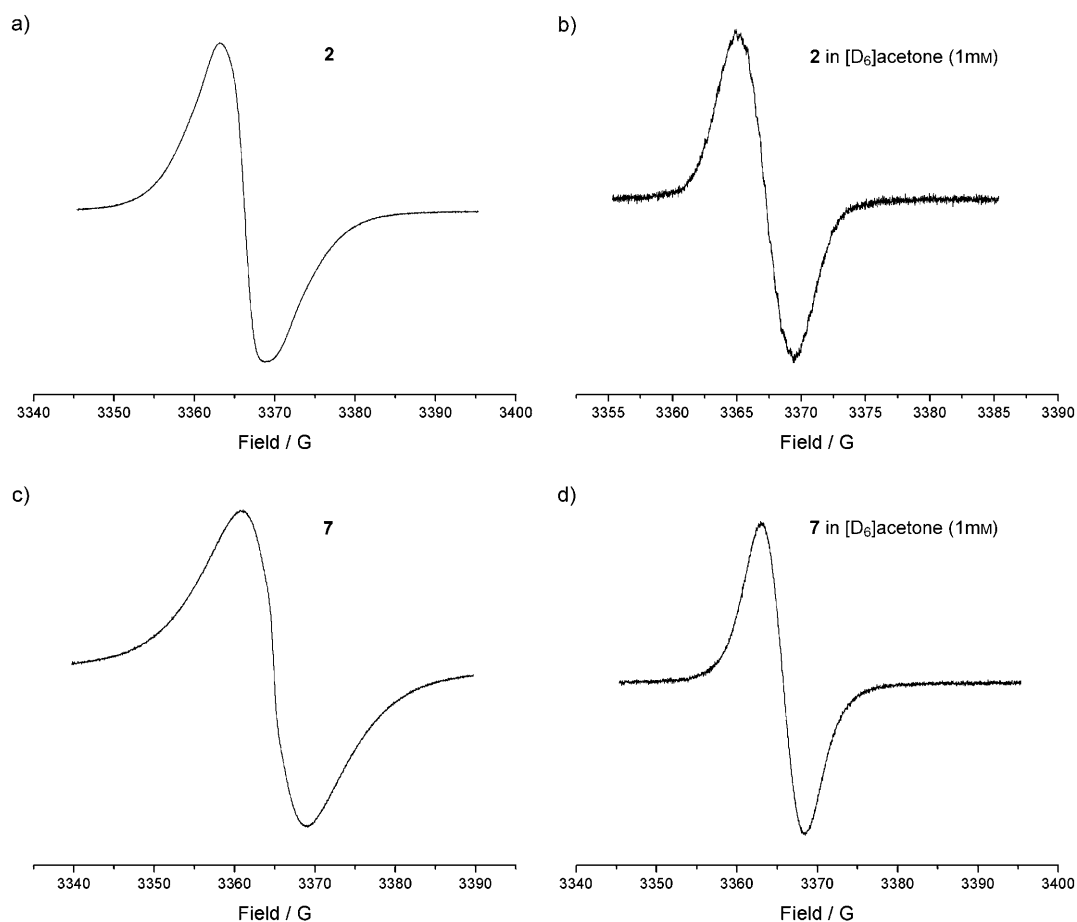 a)
2
3340 3350 3360 3370 3380 3390 3400
Field / G
b)
2 in [D₆]acetone (1mᴍ)
3355 3360 3365 3370 3375 3380 3385 3390
Field / G
c)
7
3340 3350 3360 3370 3380 3390
Field / G
d)
7 in [D₆]acetone (1mᴍ)
3340 3350 3360 3370 3380 3390 3400
Field / G